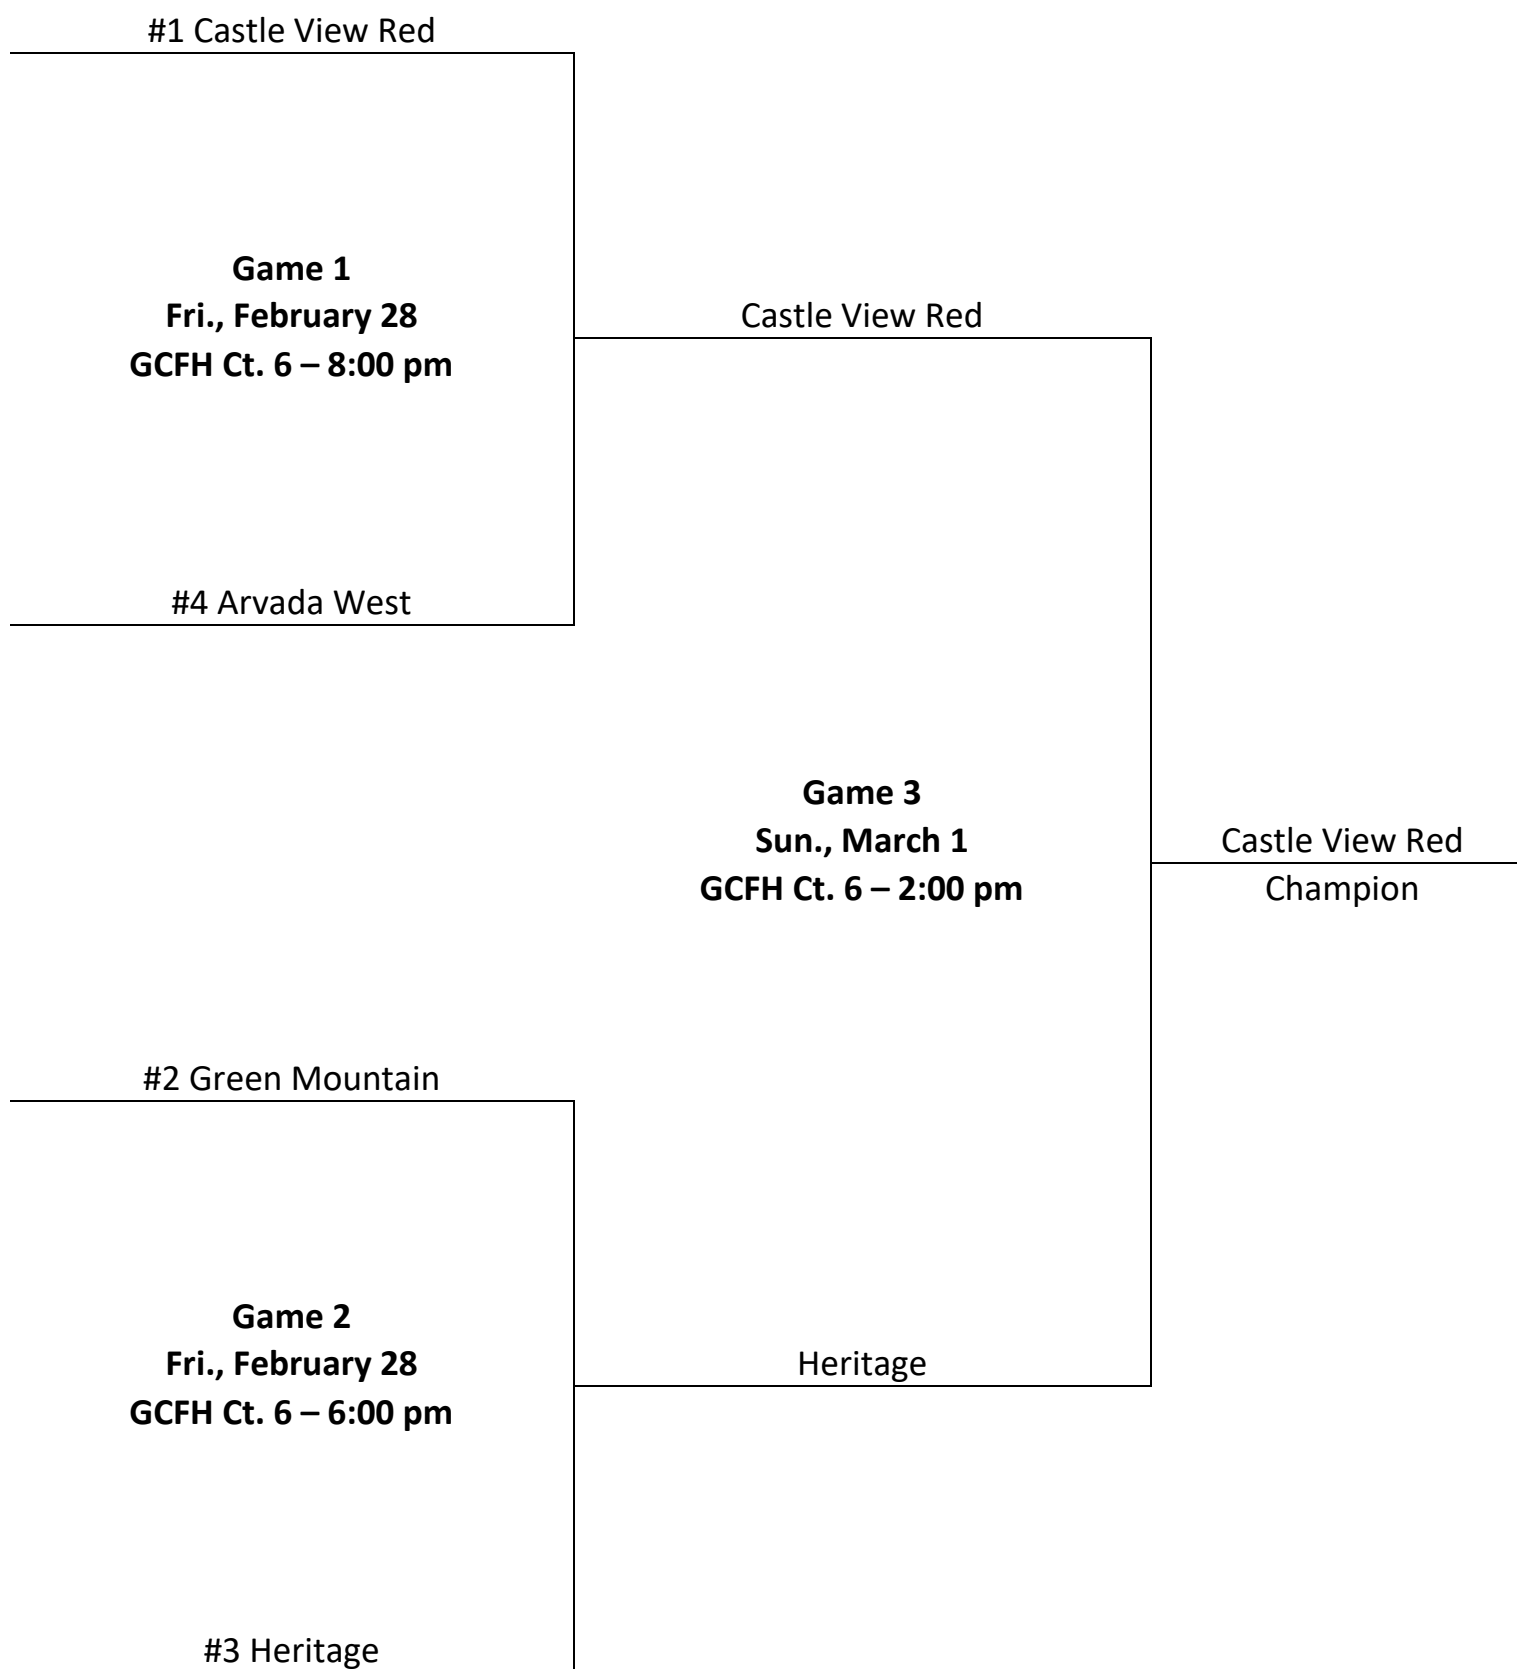 #1 Castle View Red
Game 1
Fri., February 28
GCFH Ct. 6 – 8:00 pm
Castle View Red
#4 Arvada West
Game 3
Sun., March 1
GCFH Ct. 6 – 2:00 pm
Castle View Red
Champion
#2 Green Mountain
Game 2
Fri., February 28
GCFH Ct. 6 – 6:00 pm
Heritage
#3 Heritage